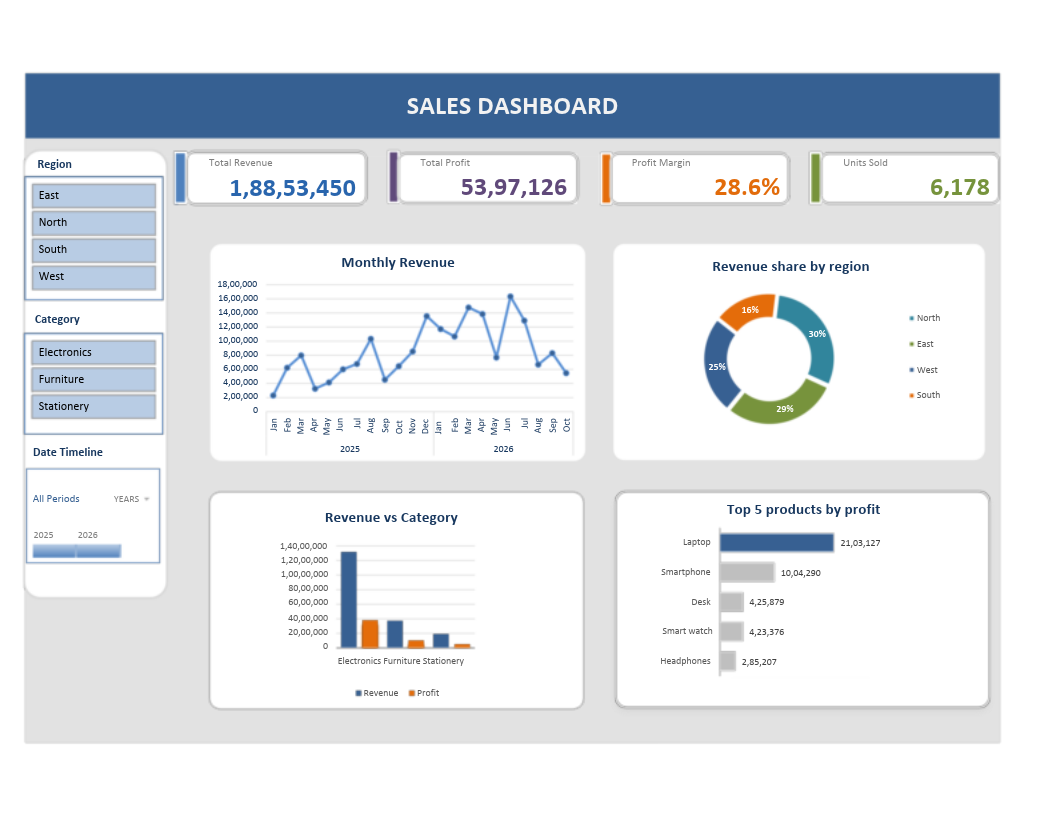 SALES DASHBOARD
Region
East
North
South
West
Category
Electronics
Furniture
Stationery
Date Timeline
All Periods YEARS
2025 2026
Total Revenue
1,88,53,450
Total Profit
53,97,126
Profit Margin
28.6%
Units Sold
6,178
Monthly Revenue
18,00,000
16,00,000
14,00,000
12,00,000
10,00,000
8,00,000
6,00,000
4,00,000
2,00,000
0
Jan Feb Mar Apr May Jun Jul Aug Sep Oct Nov Dec Jan Feb Mar Apr May Jun Jul Aug Sep Oct
2025 2026
Revenue share by region
16%
30%
25%
29%
North
East
West
South
Revenue vs Category
1,40,00,000
1,20,00,000
1,00,00,000
80,00,000
60,00,000
40,00,000
20,00,000
0
Electronics Furniture Stationery
Revenue Profit
Top 5 products by profit
Laptop 21,03,127
Smartphone 10,04,290
Desk 4,25,879
Smart watch 4,23,376
Headphones 2,85,207